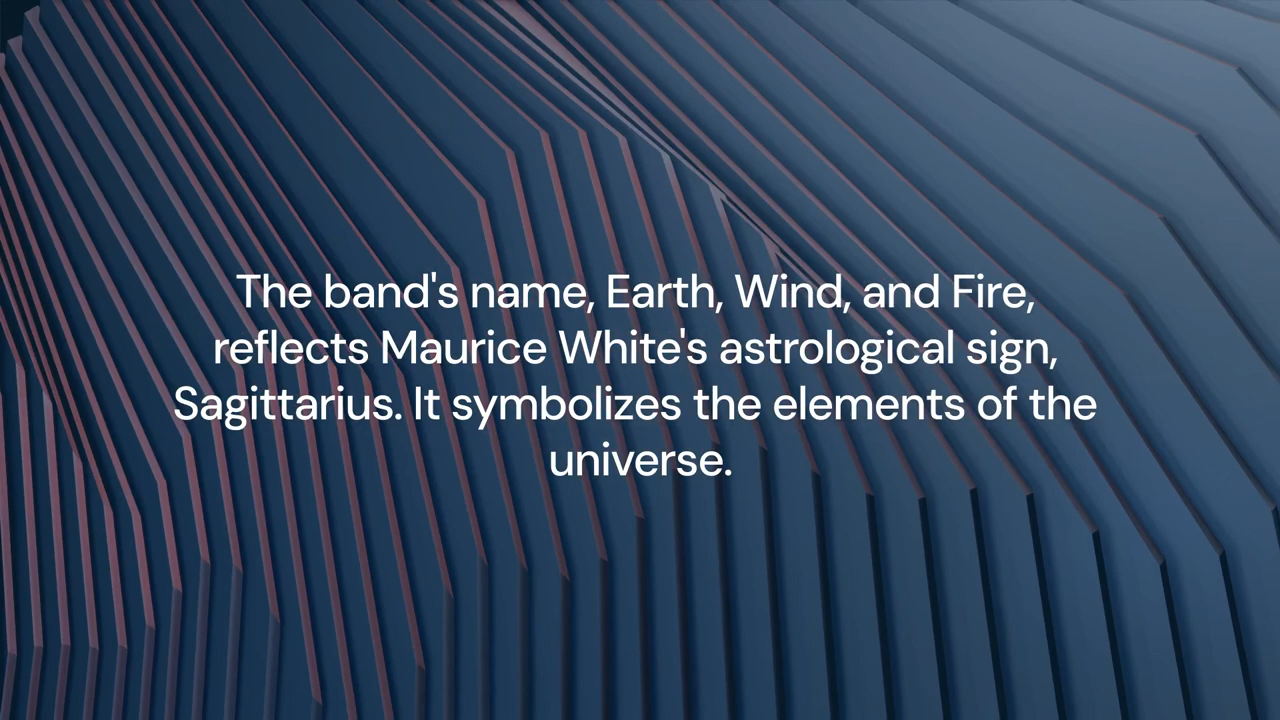 The band's name, Earth, Wind, and Fire,
reflects Maurice White's astrological sign,
Sagittarius. It symbolizes the elements of the
universe.